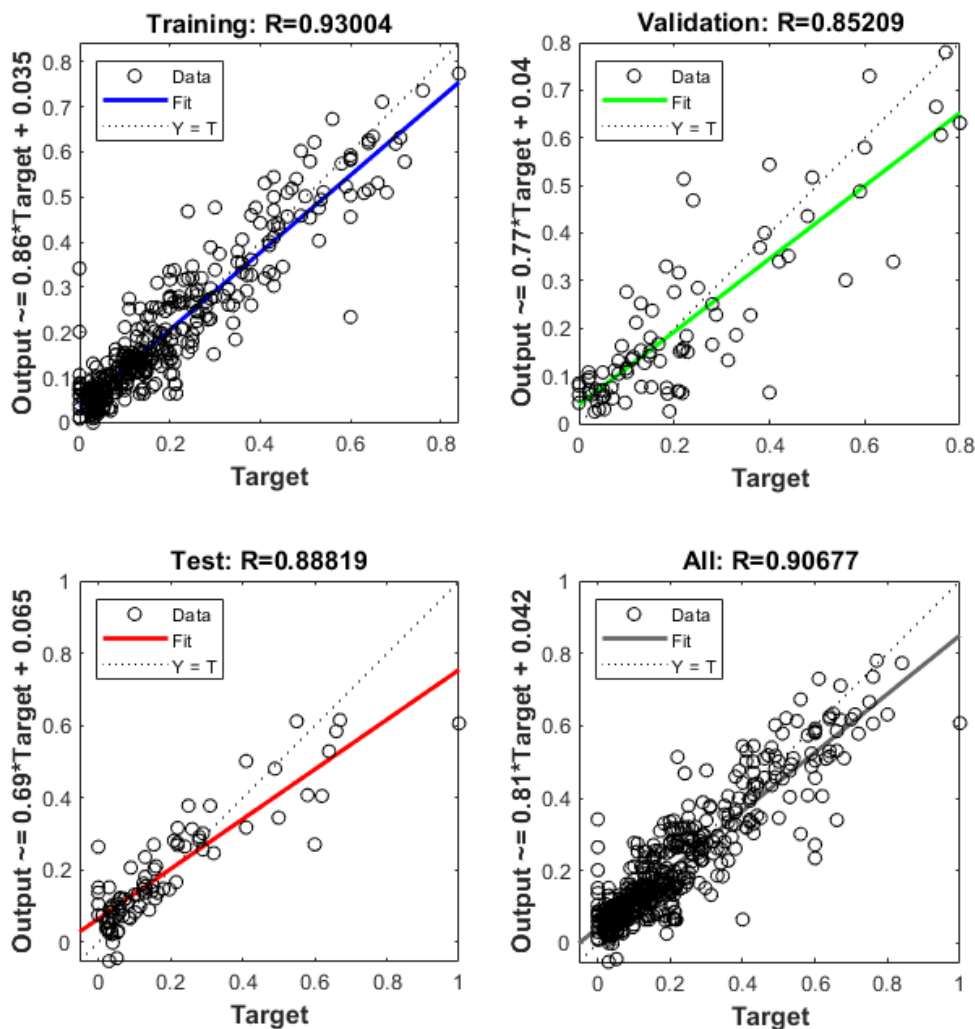 Training: R=0.93004
Output ~= 0.86*Target + 0.035
Data
Fit
Y = T
0.8
0.7
0.6
0.5
0.4
0.3
0.2
0.1
0
0 0.2 0.4 0.6 0.8
Target
Validation: R=0.85209
Output ~= 0.77*Target + 0.04
Data
Fit
Y = T
0.8
0.7
0.6
0.5
0.4
0.3
0.2
0.1
0
0 0.2 0.4 0.6 0.8
Target
Test: R=0.88819
Output ~= 0.69*Target + 0.065
Data
Fit
Y = T
1
0.8
0.6
0.4
0.2
0
0 0.2 0.4 0.6 0.8 1
Target
All: R=0.90677
Output ~= 0.81*Target + 0.042
Data
Fit
Y = T
1
0.8
0.6
0.4
0.2
0
0 0.2 0.4 0.6 0.8 1
Target